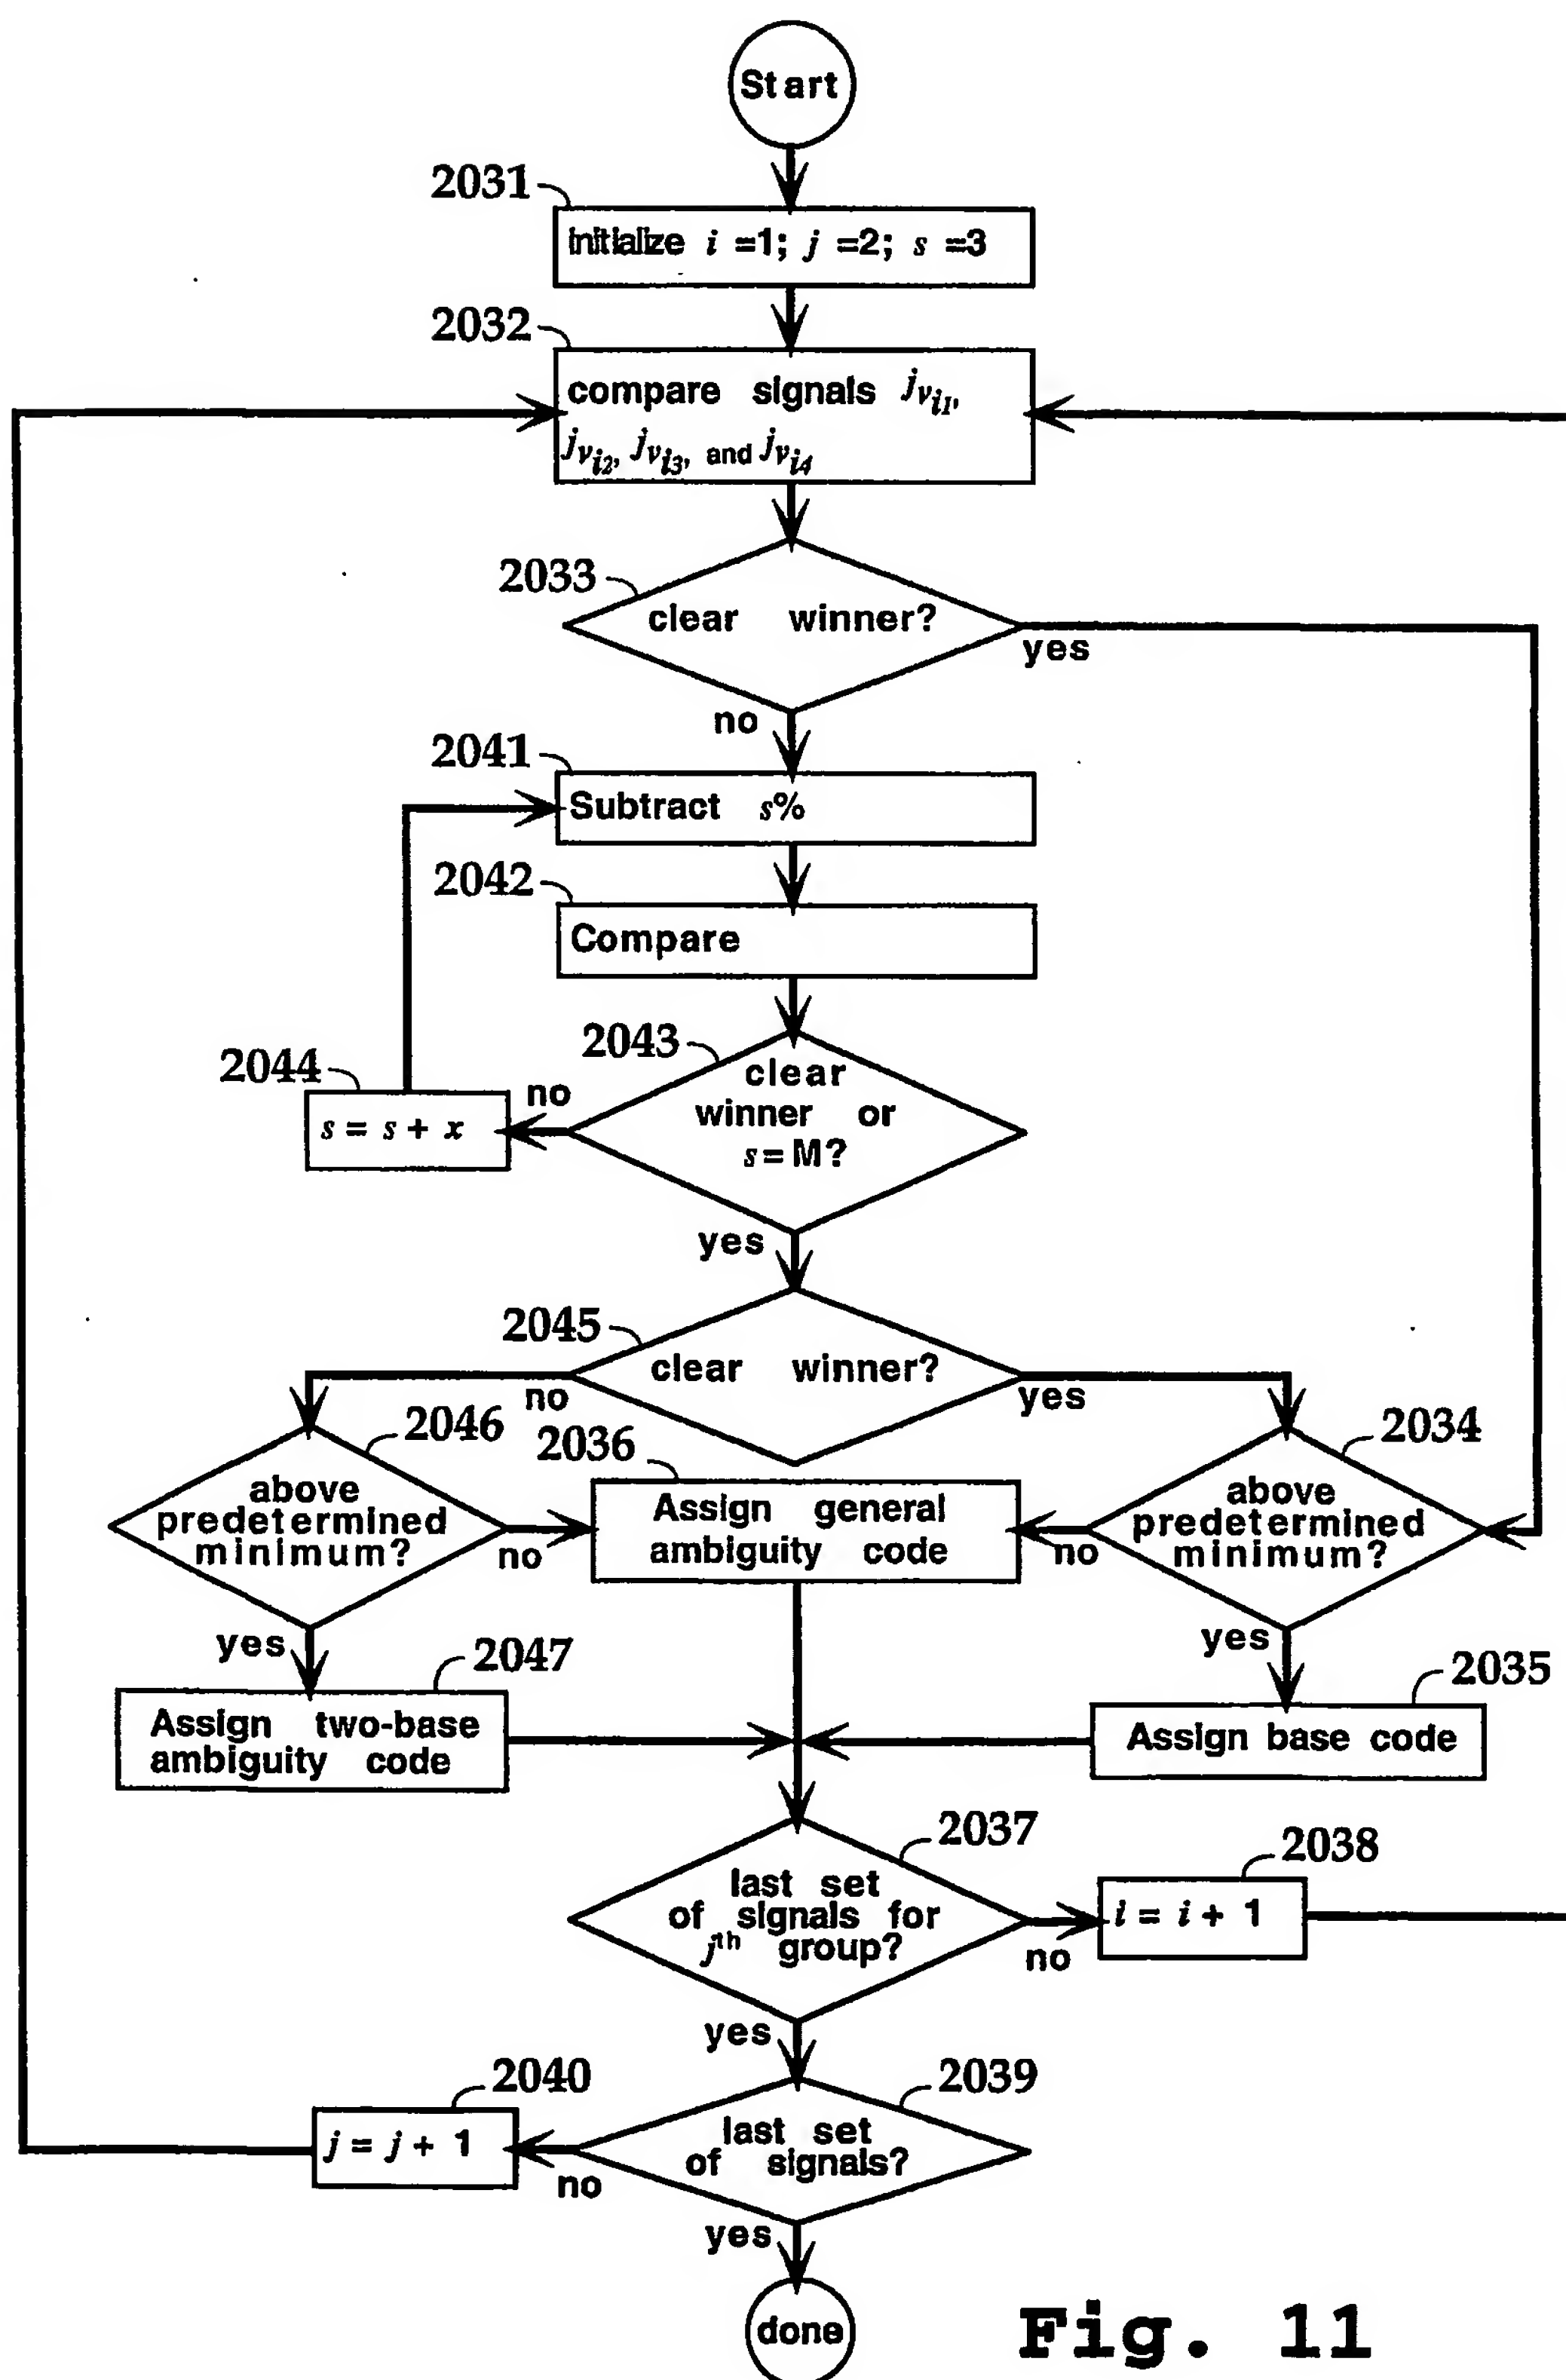 Start
2031
Initialize i =1; j =2; s =3
2032
compare signals jvi1,
jvi2, jvi3, and jvi4
2033
clear winner?
yes
no
2041
Subtract s%
2042
Compare
2043
clear
winner or
s = M?
no
2044
s = s + x
yes
2045
clear winner?
no
yes
2046
above
predetermined
minimum?
no
yes
2036
Assign general
ambiguity code
2034
above
predetermined
minimum?
no
yes
2047
Assign two-base
ambiguity code
2035
Assign base code
2037
last set
of signals for
jth group?
no
2038
i = i + 1
yes
2040
j = j + 1
2039
last set
of signals?
no
yes
done
Fig. 11